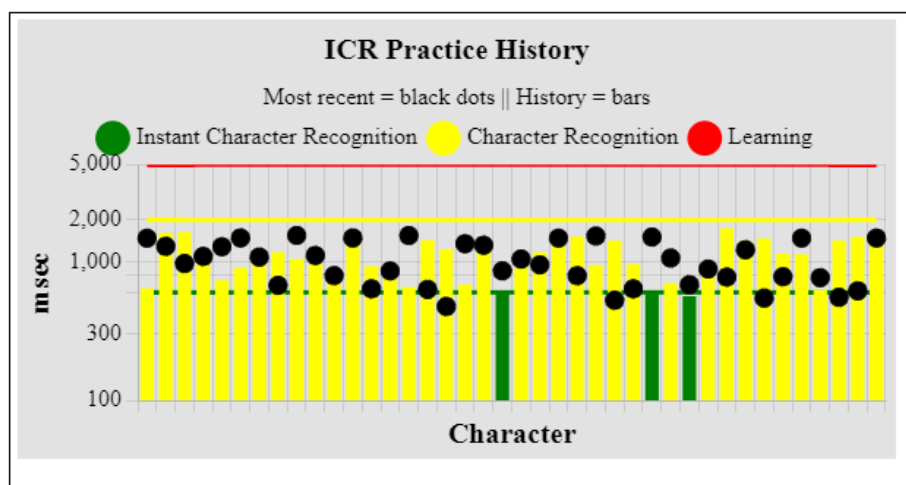 ICR Practice History
Most recent = black dots || History = bars
Instant Character Recognition Character Recognition Learning
5,000
2,000
1,000
300
100
msec
Character